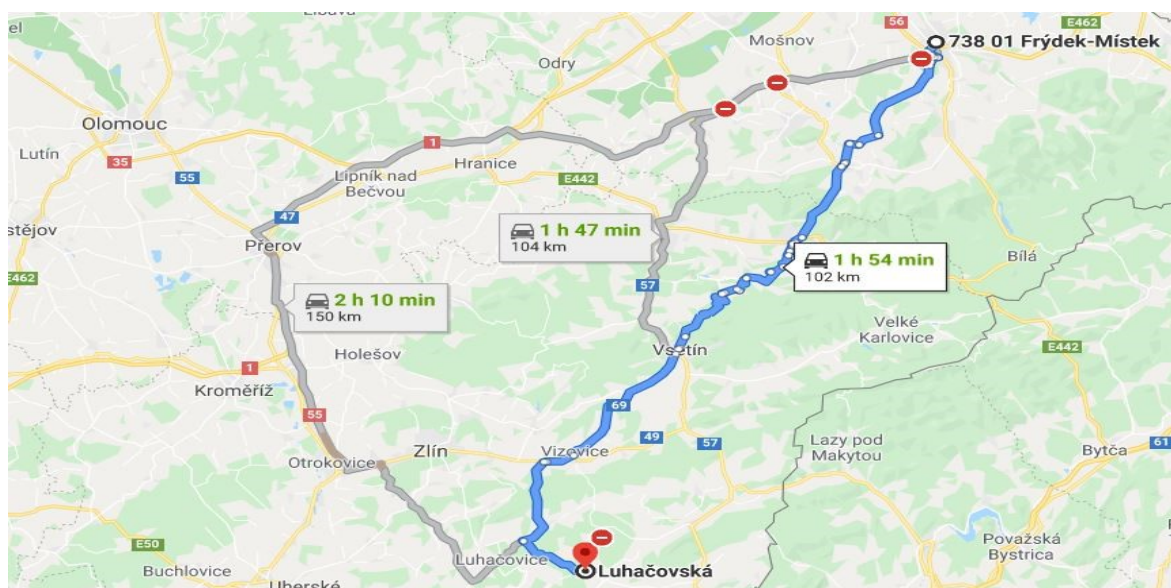 56
E462
738 01 Frýdek-Místek
Mošnov
Odry
Olomouc
1
Lutín
35
Hranice
Lipník nad
Bečvou
55
E442
47
Přerov
E462
1 h 47 min
104 km
1 h 54 min
102 km
Bílá
57
2 h 10 min
150 km
Velké
Karlovice
E442
Holešov
Vsetín
1
Kroměříž
69
55
49
57
Zlín
Vizovice
Otrokovice
Lazy pod
Makytou
61
Bytča
E50
Luhačovice
Považská
Bystrica
Buchlovice
Luhačovská
Uherské